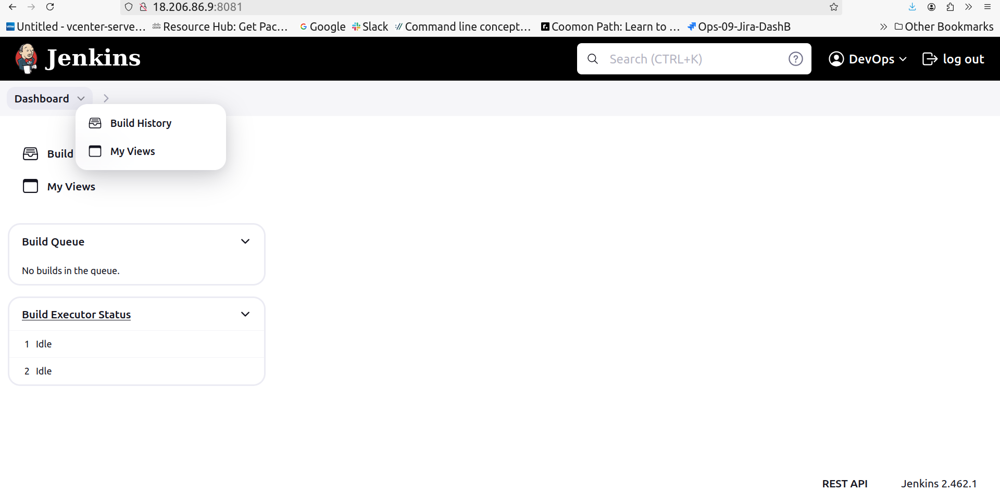 18.206.86.9:8081
Untitled - vcenter-serve… Resource Hub: Get Pac… Google Slack Command line concept… Coomon Path: Learn to … Ops-09-Jira-DashB Other Bookmarks
Jenkins Search (CTRL+K) DevOps log out
Dashboard
Build History
My Views
Build
My Views
Build Queue
No builds in the queue.
Build Executor Status
1 Idle
2 Idle
REST API Jenkins 2.462.1